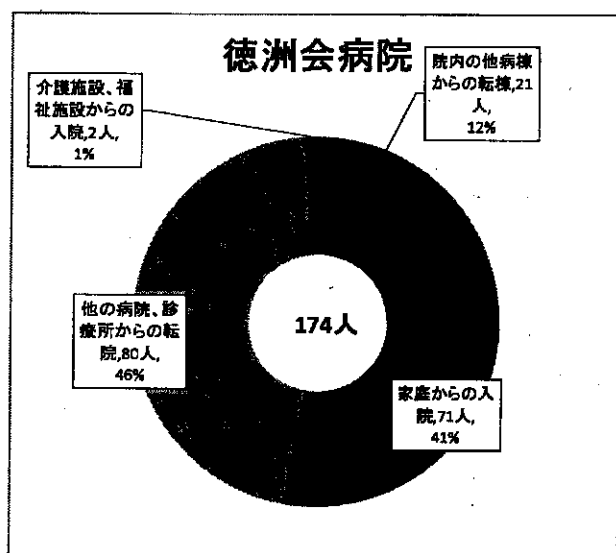 徳洲会病院
介護施設、福
祉施設からの
入院,2人,
1%
院内の他病棟
からの転棟,21
人,
12%
他の病院、診
療所からの転
院,80人,
46%
174人
家庭からの入
院,71人,
41%